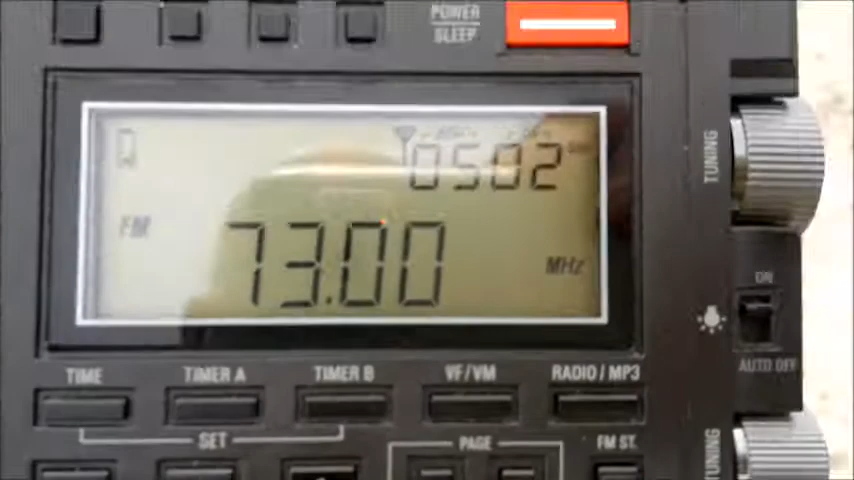 POWER
SLEEP
0502
FM
73.00
MHz
TUNING
ON
AUTO OFF
TIME
TIMER A
TIMER B
VF/VM
RADIO / MP3
SET
PAGE
FM ST.
TUNING